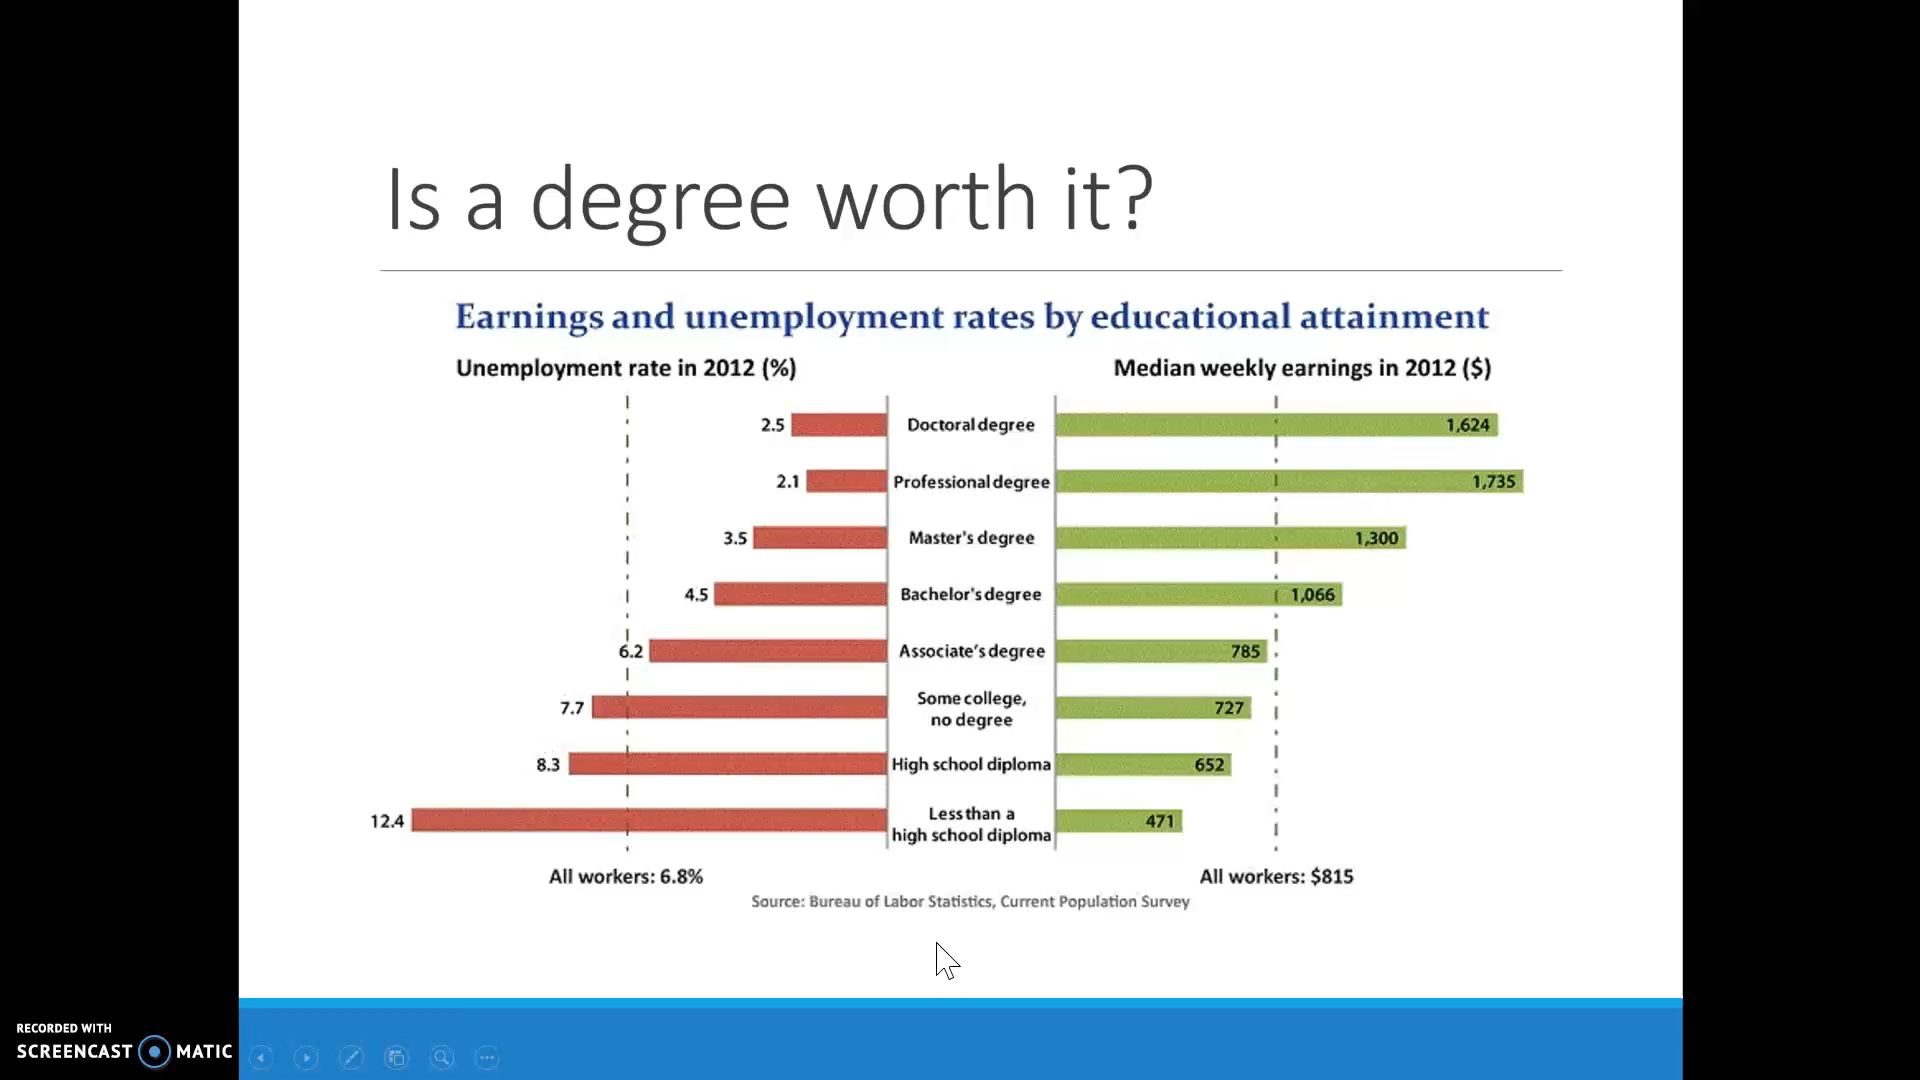 Is a degree worth it?
Earnings and unemployment rates by educational attainment
Unemployment rate in 2012 (%)
Median weekly earnings in 2012 ($)
2.5 Doctoral degree 1,624
2.1 Professional degree 1,735
3.5 Master's degree 1,300
4.5 Bachelor's degree 1,066
6.2 Associate's degree 785
Some college,
7.7 no degree 727
8.3 High school diploma 652
Less than a
12.4 high school diploma 471
All workers: 6.8%
All workers: $815
Source: Bureau of Labor Statistics, Current Population Survey
RECORDED WITH
SCREENCAST MATIC